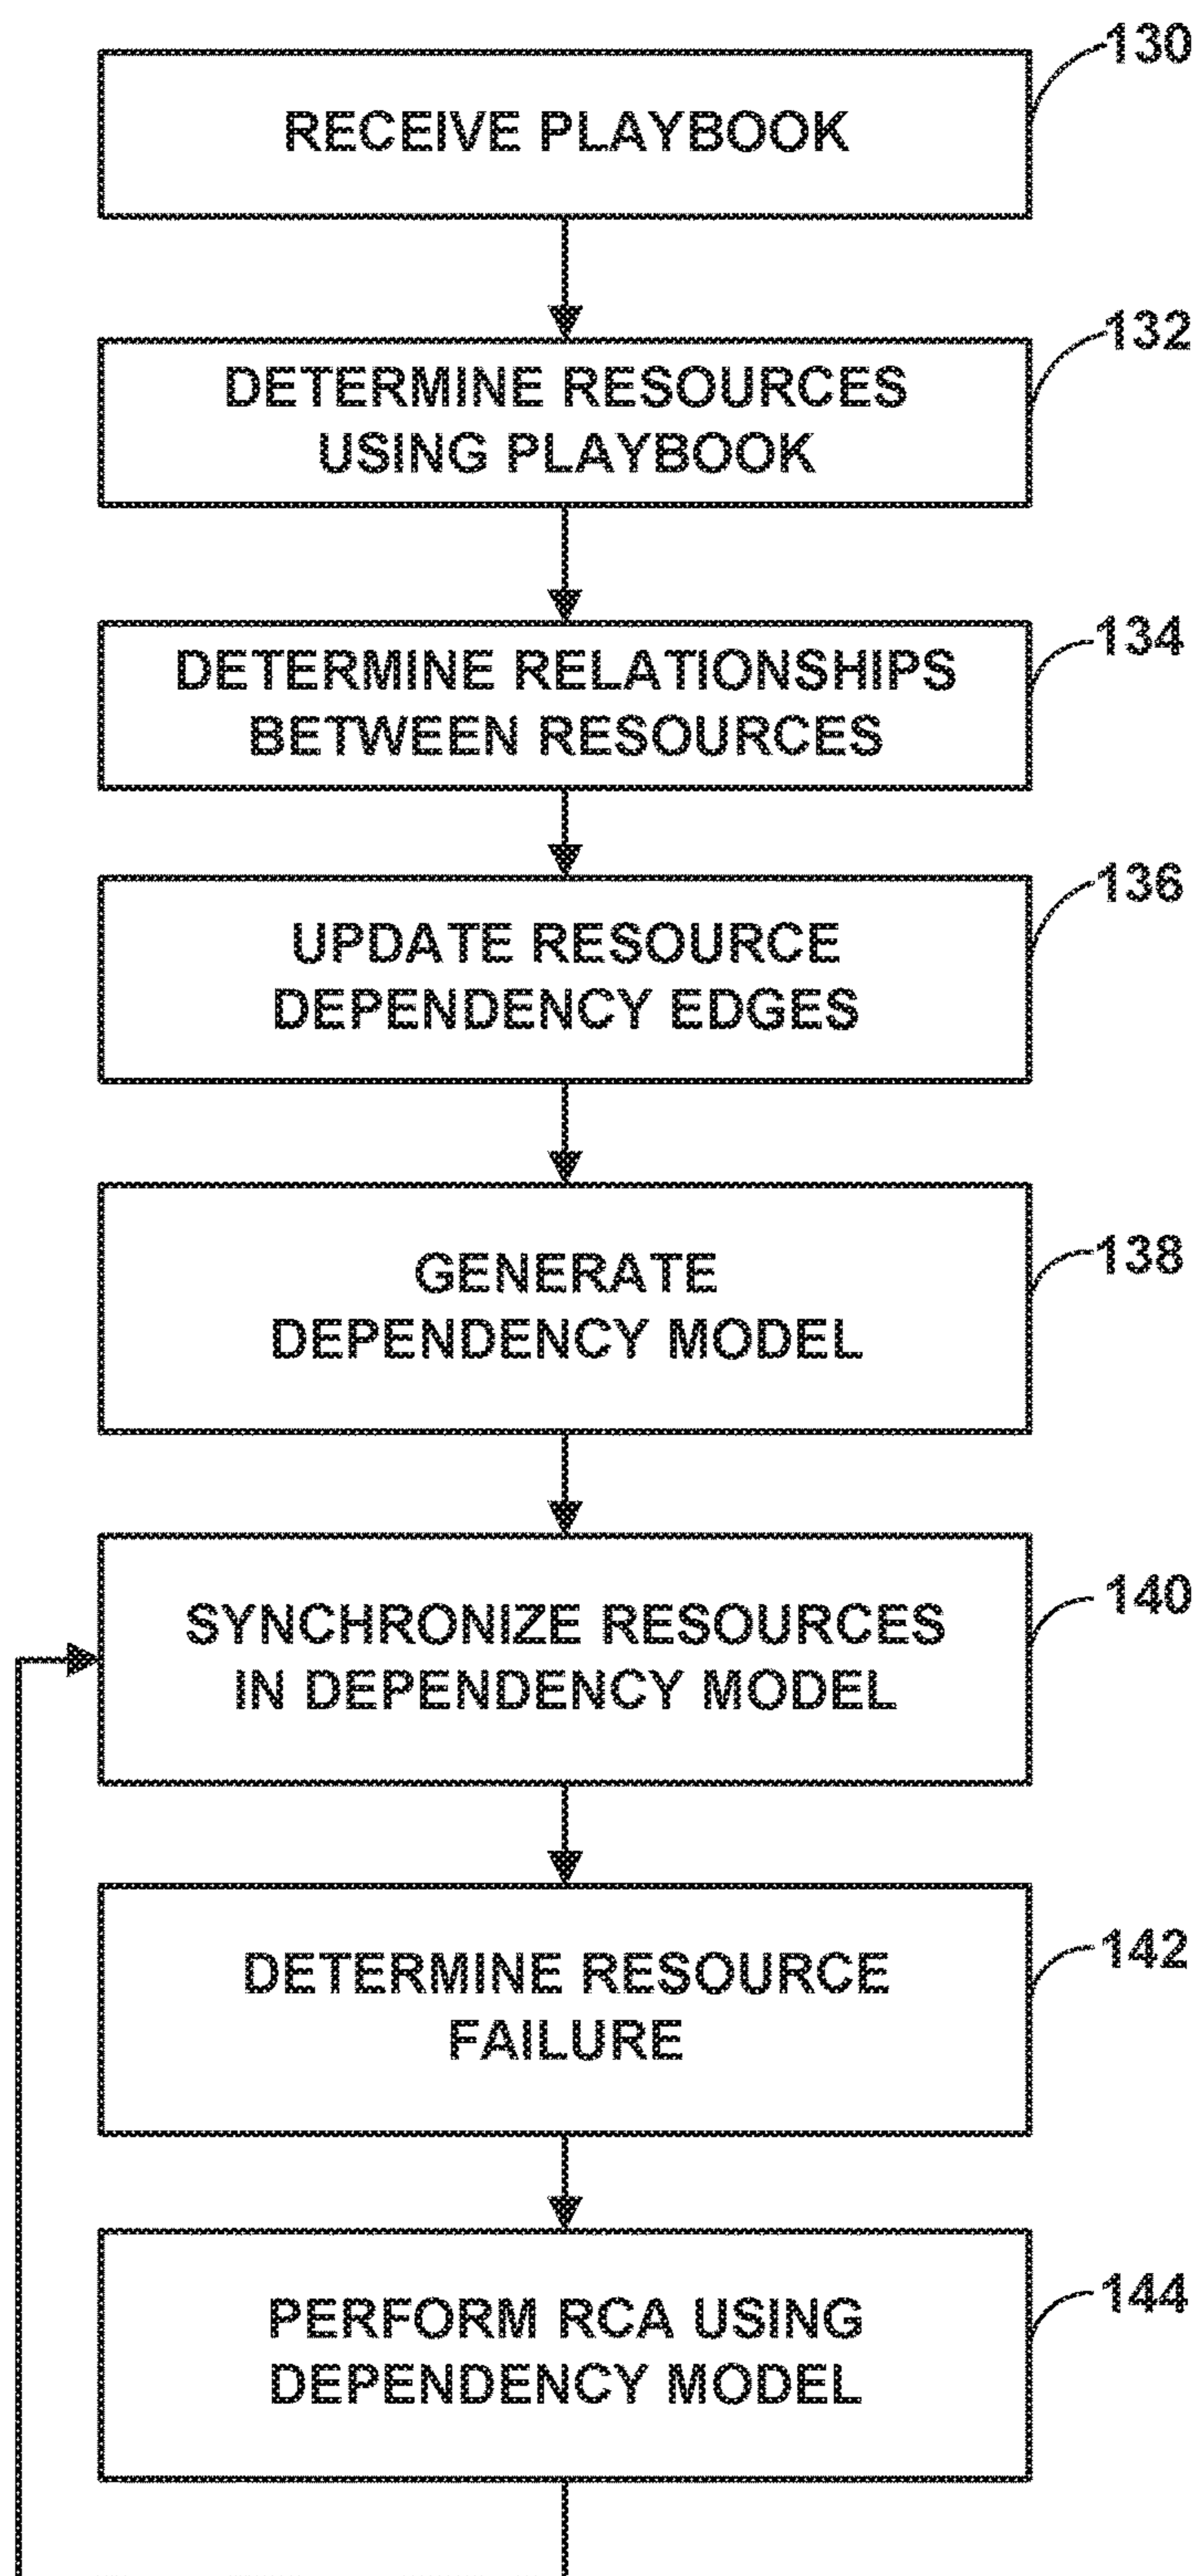 130
RECEIVE PLAYBOOK
132
DETERMINE RESOURCES
USING PLAYBOOK
134
DETERMINE RELATIONSHIPS
BETWEEN RESOURCES
136
UPDATE RESOURCE
DEPENDENCY EDGES
138
GENERATE
DEPENDENCY MODEL
140
SYNCHRONIZE RESOURCES
IN DEPENDENCY MODEL
142
DETERMINE RESOURCE
FAILURE
144
PERFORM RCA USING
DEPENDENCY MODEL